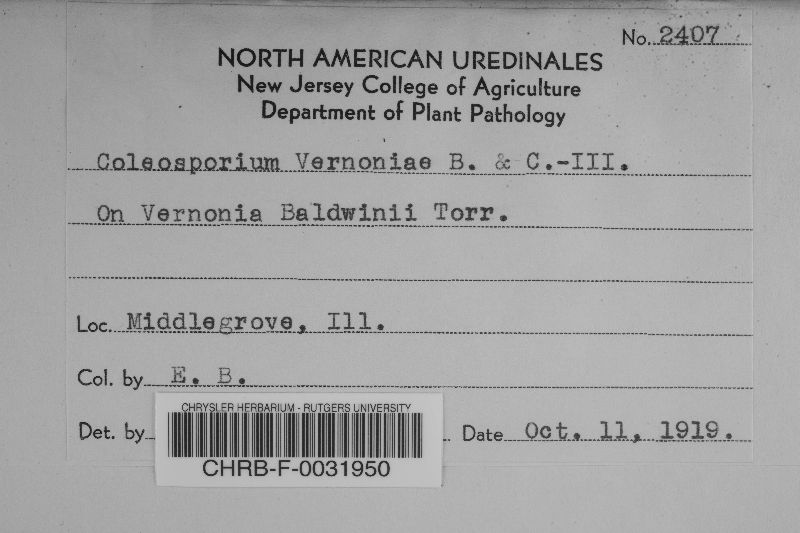 No. 2407
NORTH AMERICAN UREDINALES
New Jersey College of Agriculture
Department of Plant Pathology
Coleosporium Vernoniae B. & C.-III.
On Vernonia Baldwinii Torr.
Loc. Middlegrove, Ill.
Col. by E. B.
Det. by
Date Oct. 11, 1919.
CHRYSLER HERBARIUM - RUTGERS UNIVERSITY
CHRB-F-0031950